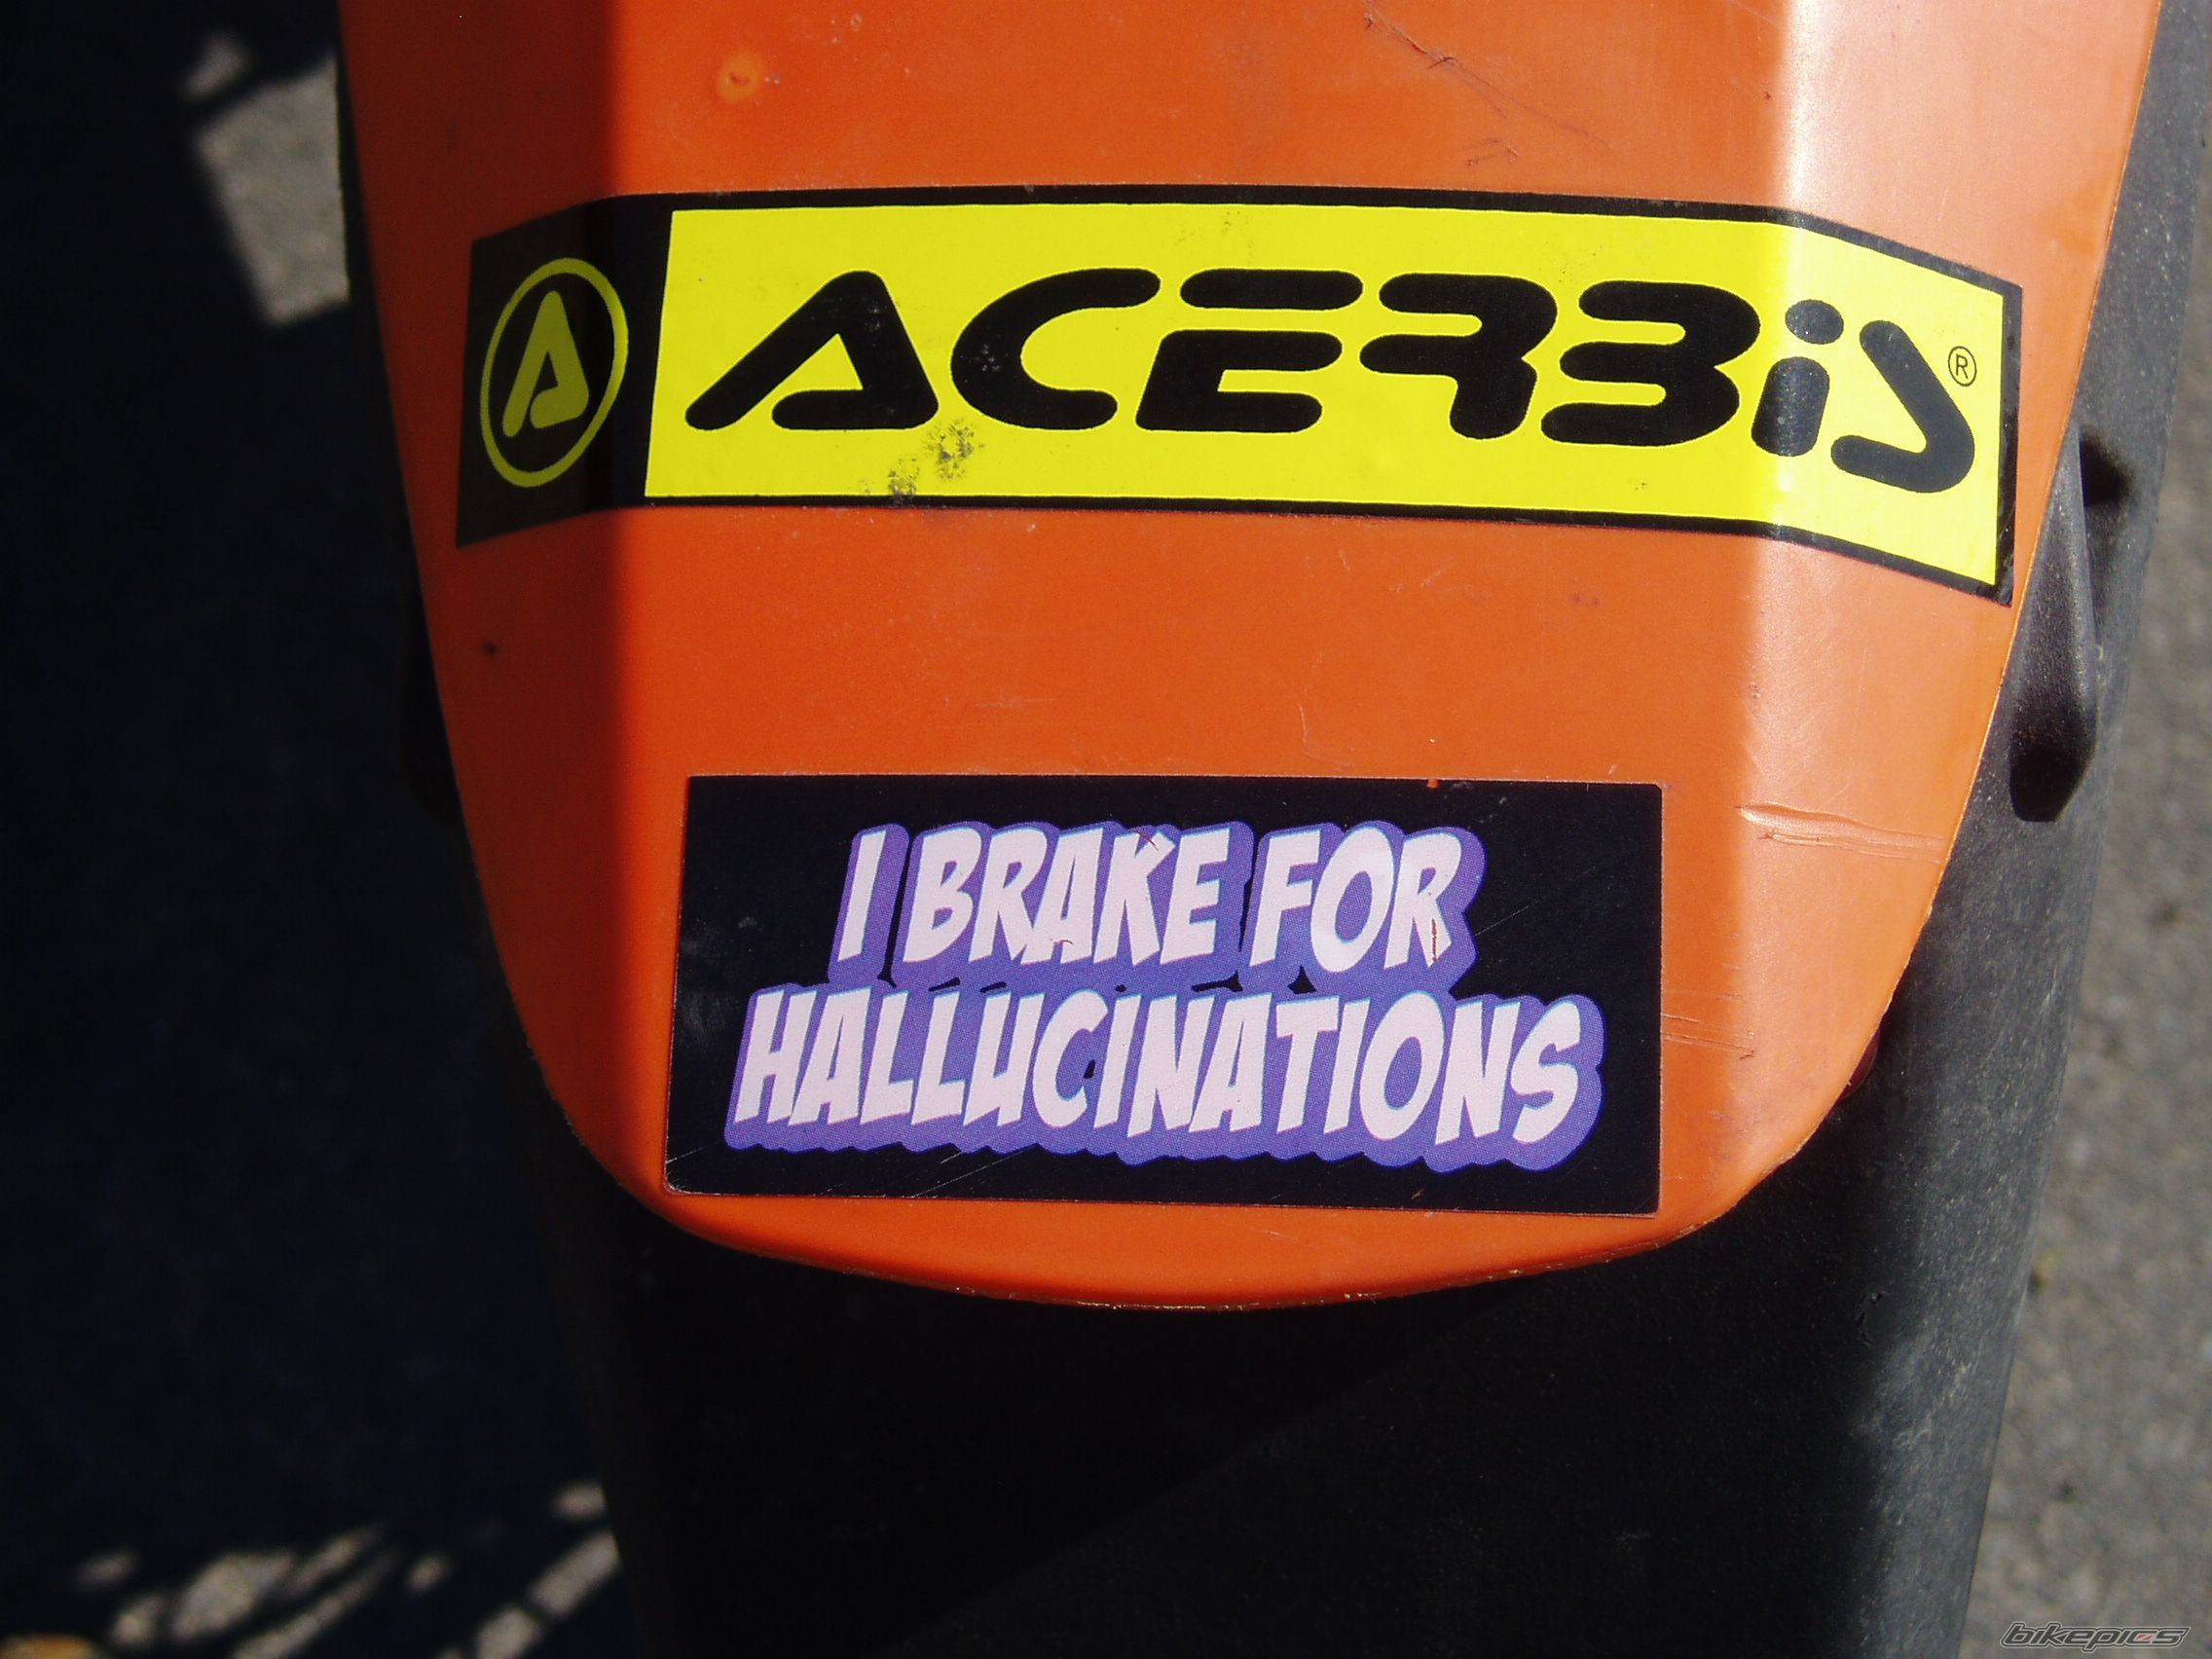 A ACERBiS®
I BRAKE FOR
HALLUCINATIONS
bikepics